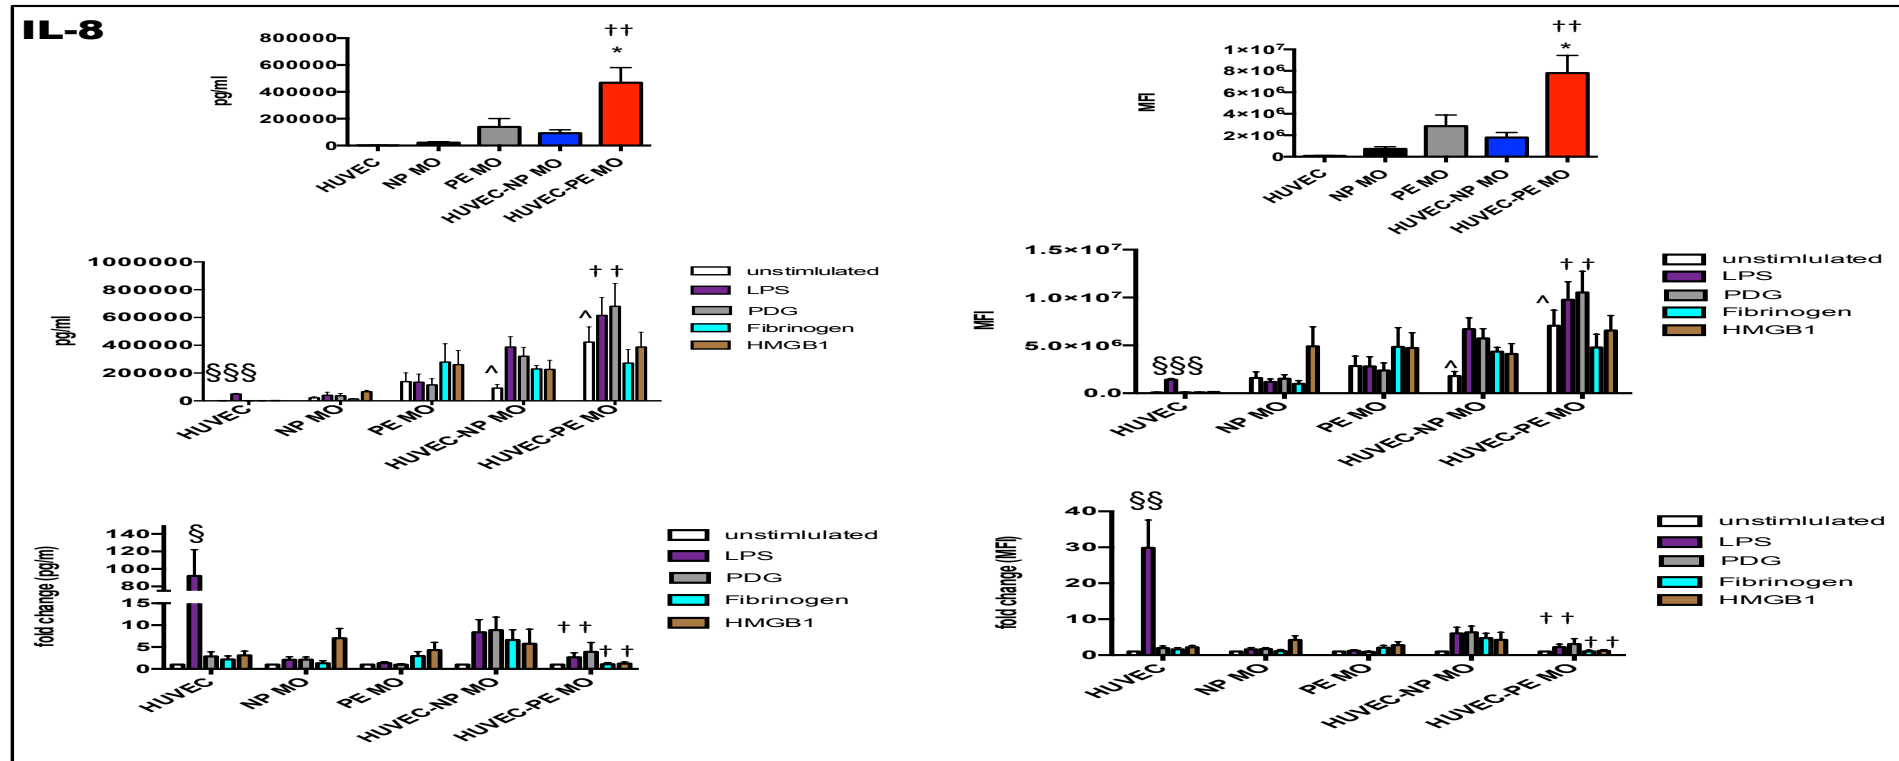 IL-8
800000
600000
400000
200000
0
pg/ml
††
*
HUVEC
NP MO
PE MO
HUVEC-NP MO
HUVEC-PE MO
1×10⁷
8×10⁶
6×10⁶
4×10⁶
2×10⁶
0
MFI
††
*
HUVEC
NP MO
PE MO
HUVEC-NP MO
HUVEC-PE MO
1000000
800000
600000
400000
200000
0
pg/ml
§§§
^
^
† †
HUVEC
NP MO
PE MO
HUVEC-NP MO
HUVEC-PE MO
unstimlulated
LPS
PDG
Fibrinogen
HMGB1
1.5×10⁷
1.0×10⁷
5.0×10⁶
0.0
MFI
§§§
^
^
† †
HUVEC
NP MO
PE MO
HUVEC-NP MO
HUVEC-PE MO
unstimlulated
LPS
PDG
Fibrinogen
HMGB1
140
120
100
80
15
10
5
0
fold change (pg/m)
§
† †
† †
HUVEC
NP MO
PE MO
HUVEC-NP MO
HUVEC-PE MO
unstimlulated
LPS
PDG
Fibrinogen
HMGB1
40
30
20
10
0
fold change (MFI)
§§
† †
† †
HUVEC
NP MO
PE MO
HUVEC-NP MO
HUVEC-PE MO
unstimlulated
LPS
PDG
Fibrinogen
HMGB1